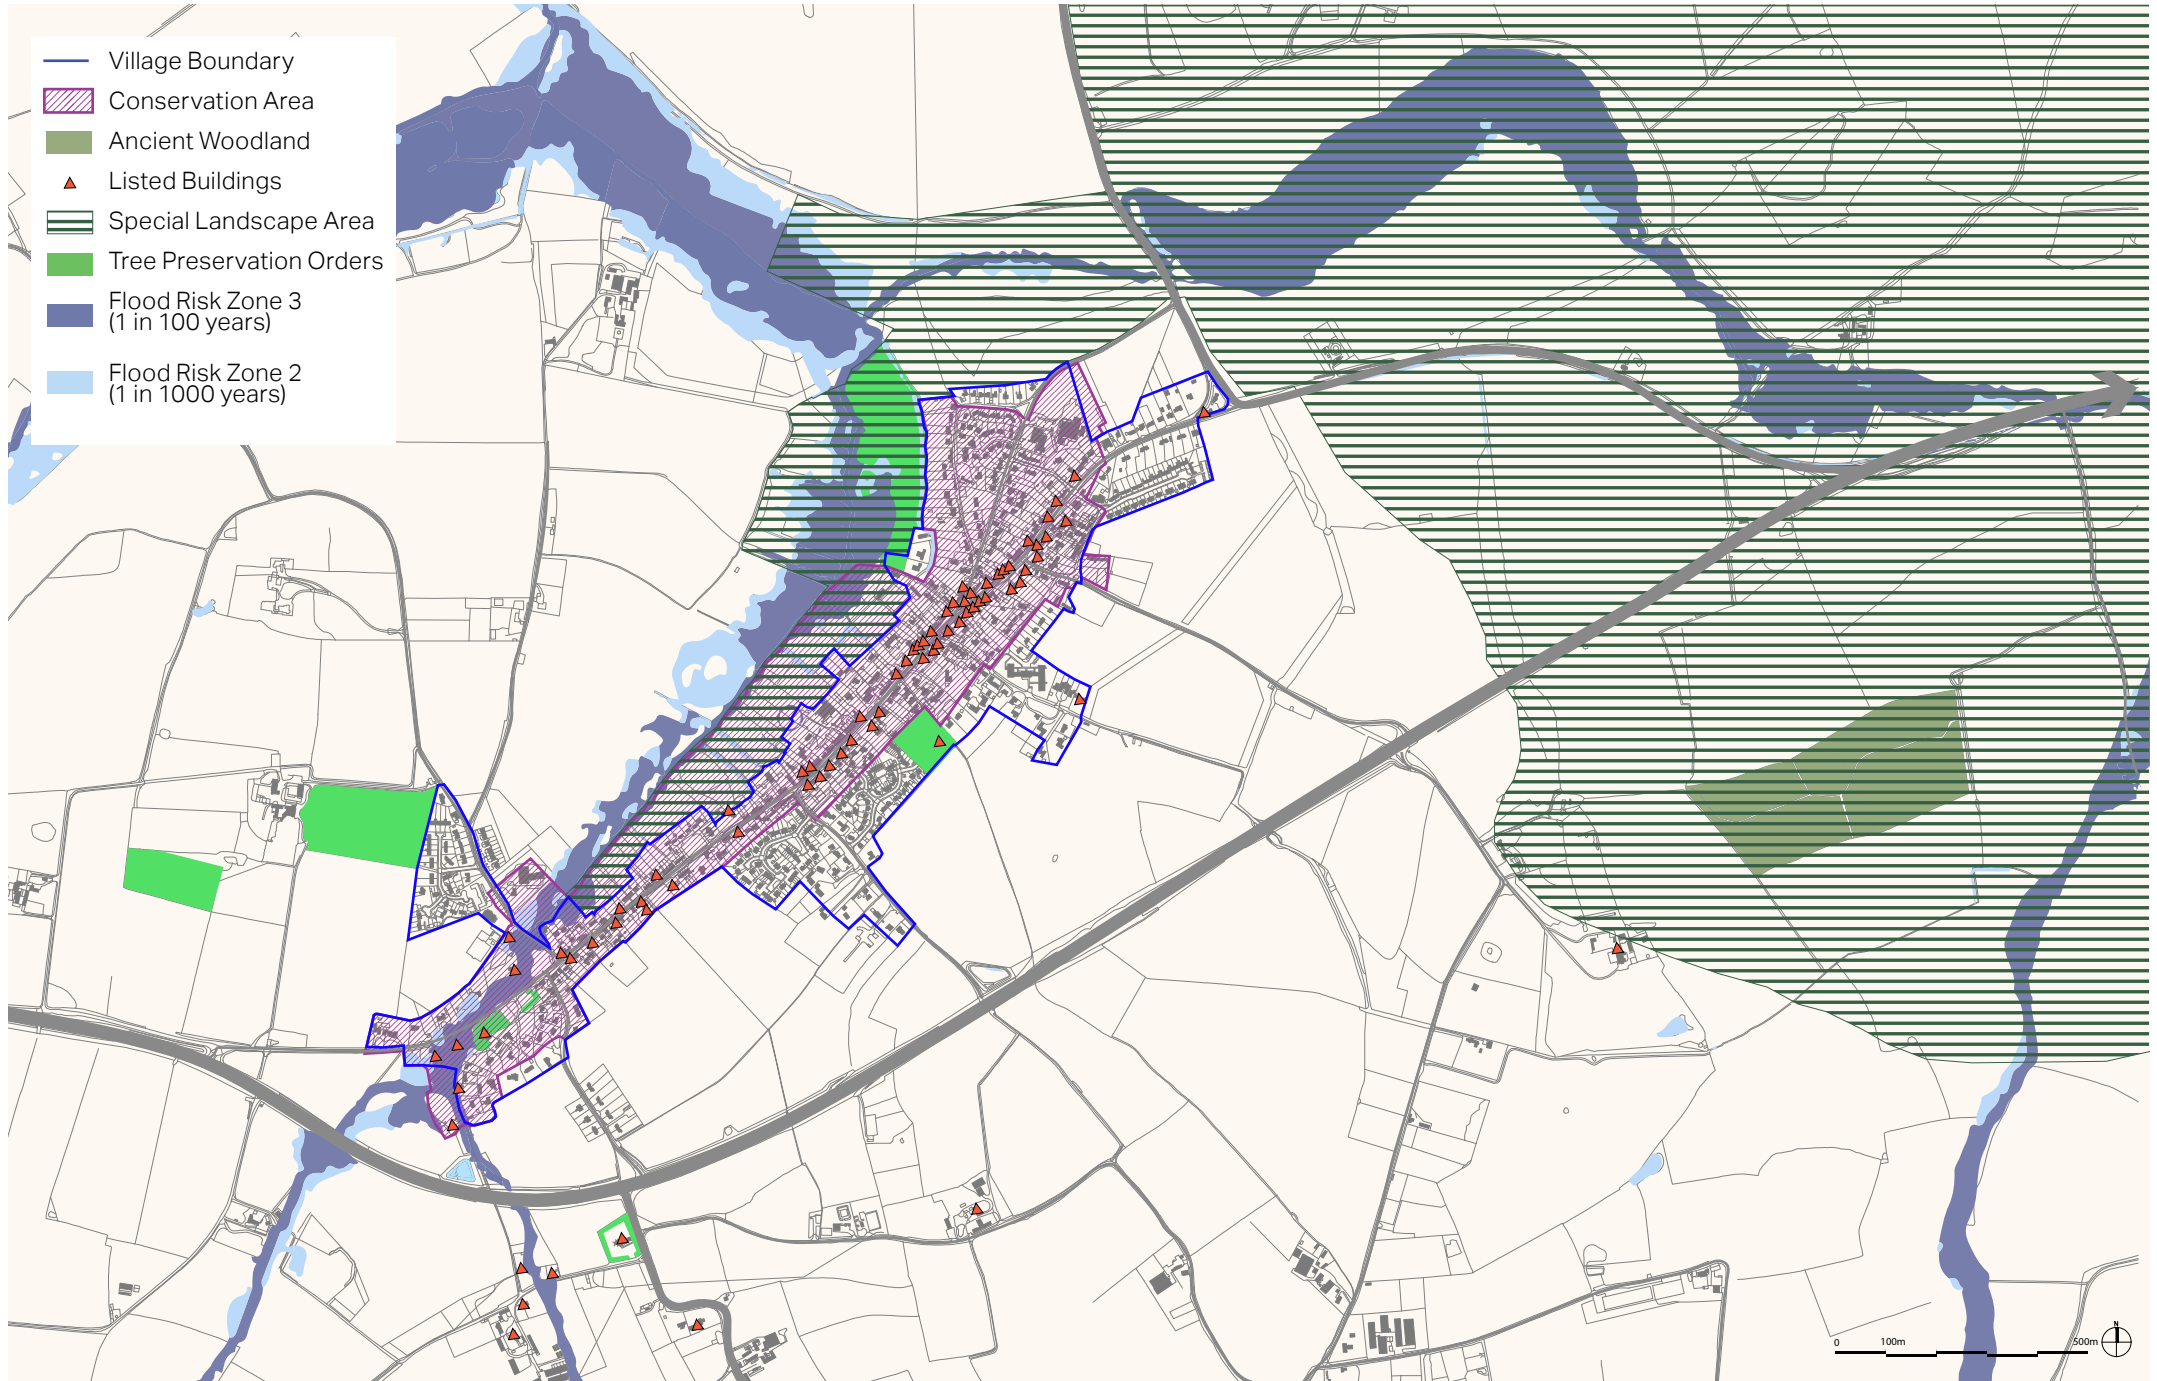 Village Boundary
Conservation Area
Ancient Woodland
Listed Buildings
Special Landscape Area
Tree Preservation Orders
Flood Risk Zone 3
(1 in 100 years)
Flood Risk Zone 2
(1 in 1000 years)
N
0 100m 500m